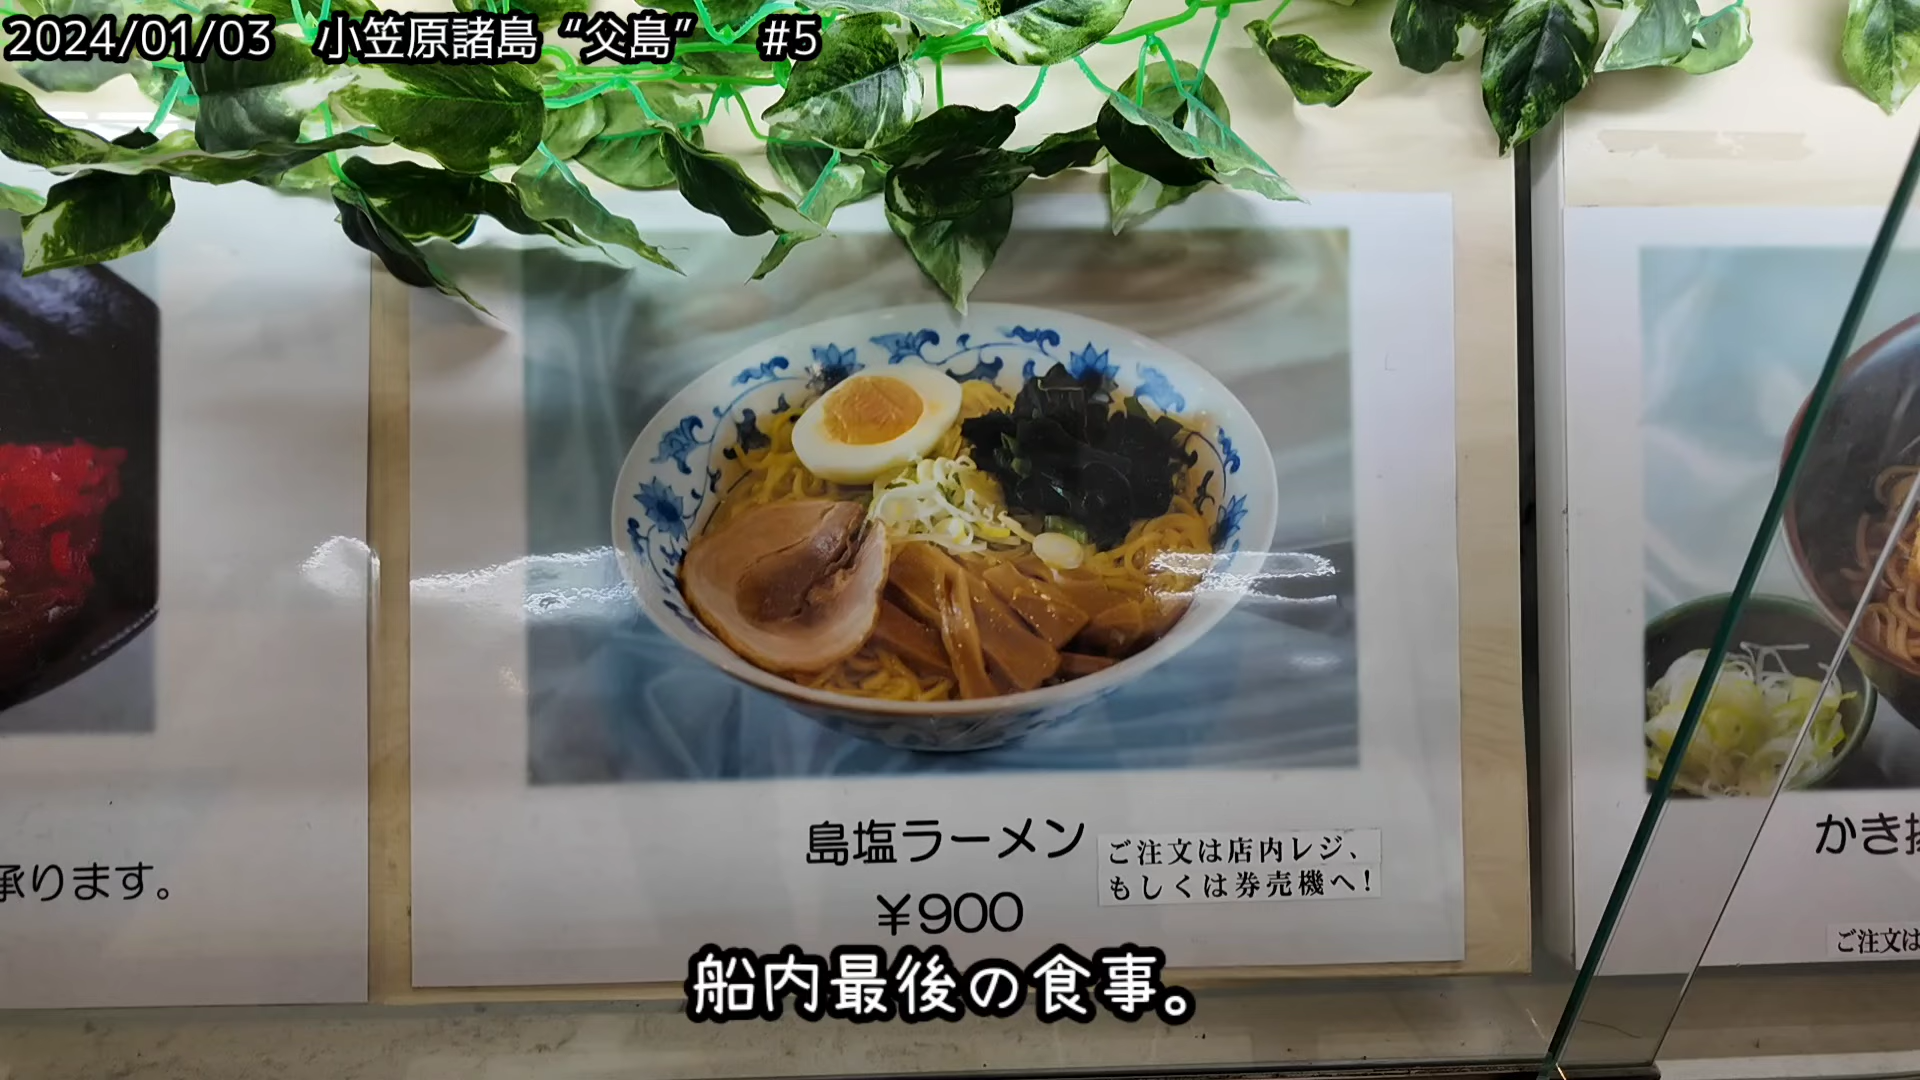 2024/01/03 小笠原諸島“父島” #5
承ります。
島塩ラーメン
¥900
ご注文は店内レジ、
もしくは券売機へ!
かき揚
ご注文は
船内最後の食事。